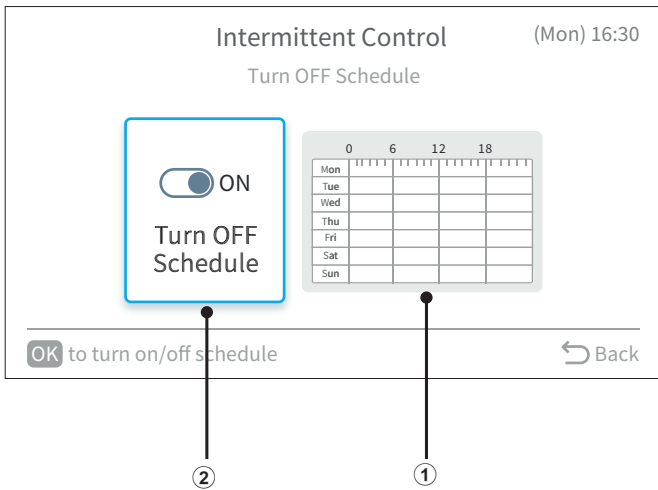 Intermittent Control
(Mon) 16:30
Turn OFF Schedule
ON
Turn OFF
Schedule
0 6 12 18
Mon
Tue
Wed
Thu
Fri
Sat
Sun
OK to turn on/off schedule
Back
② ①